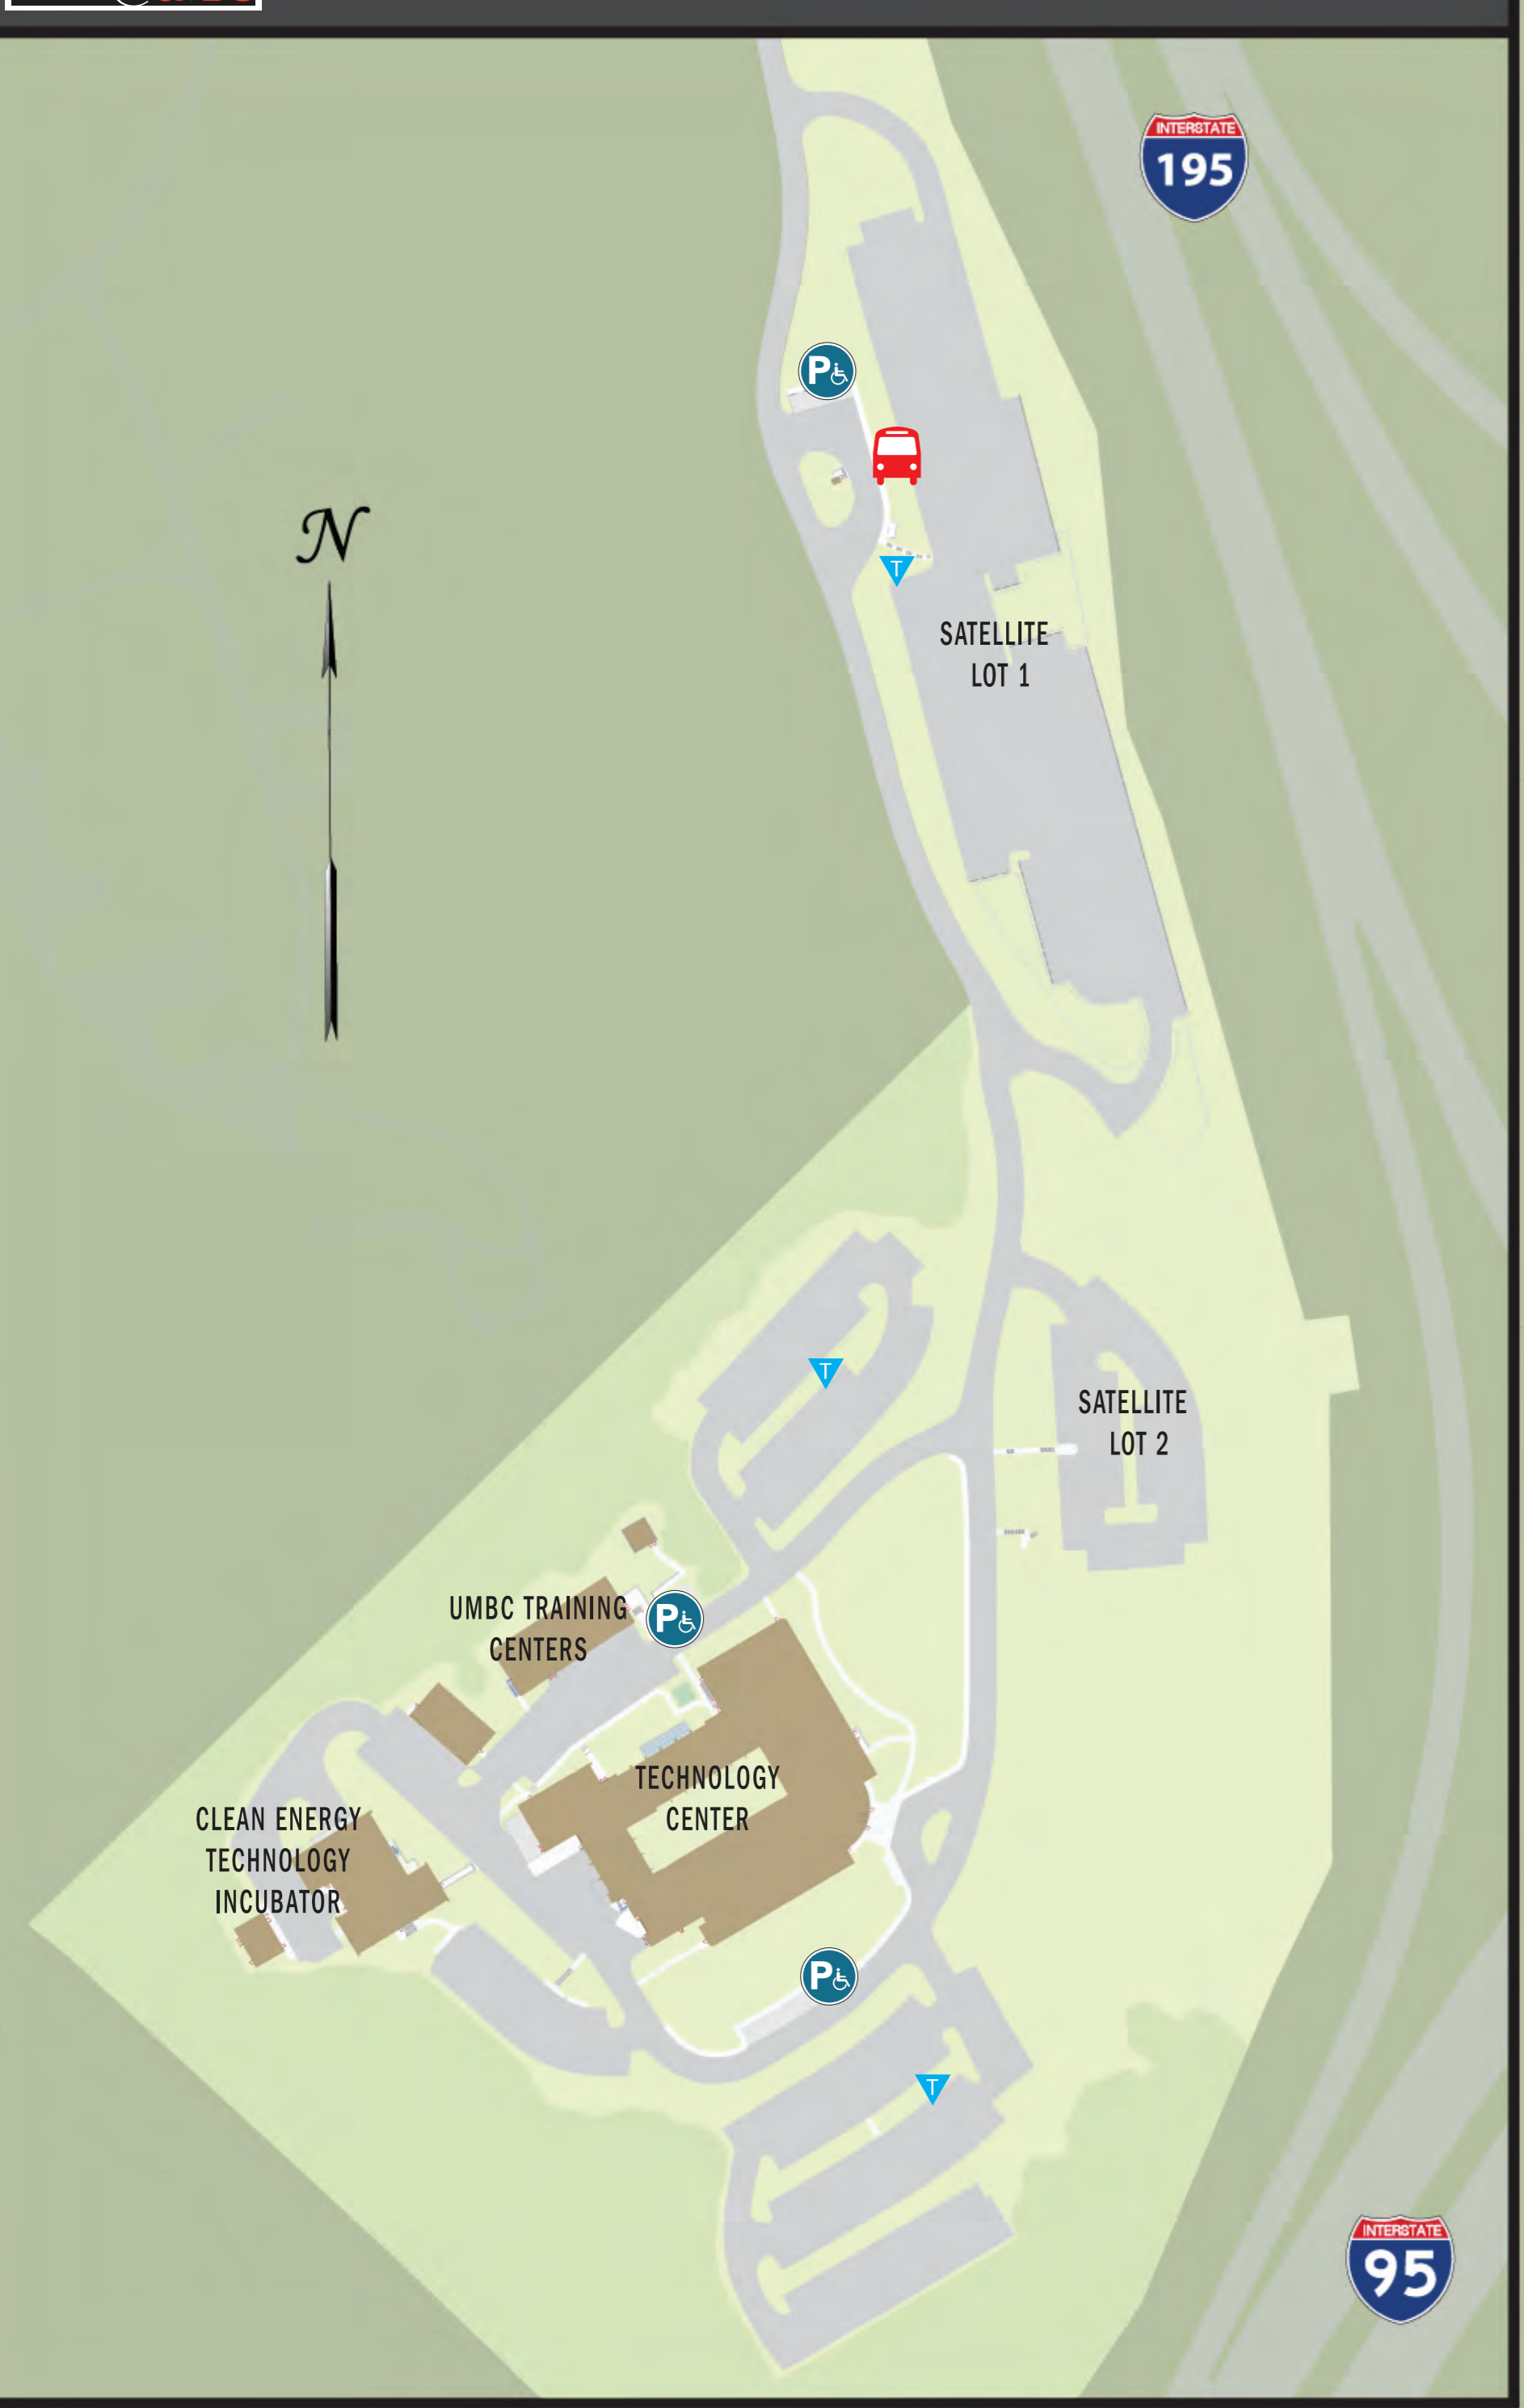 INTERSTATE
195
P
N
T
SATELLITE
LOT 1
T
SATELLITE
LOT 2
UMBC TRAINING
CENTERS
P
TECHNOLOGY
CENTER
CLEAN ENERGY
TECHNOLOGY
INCUBATOR
P
T
INTERSTATE
95